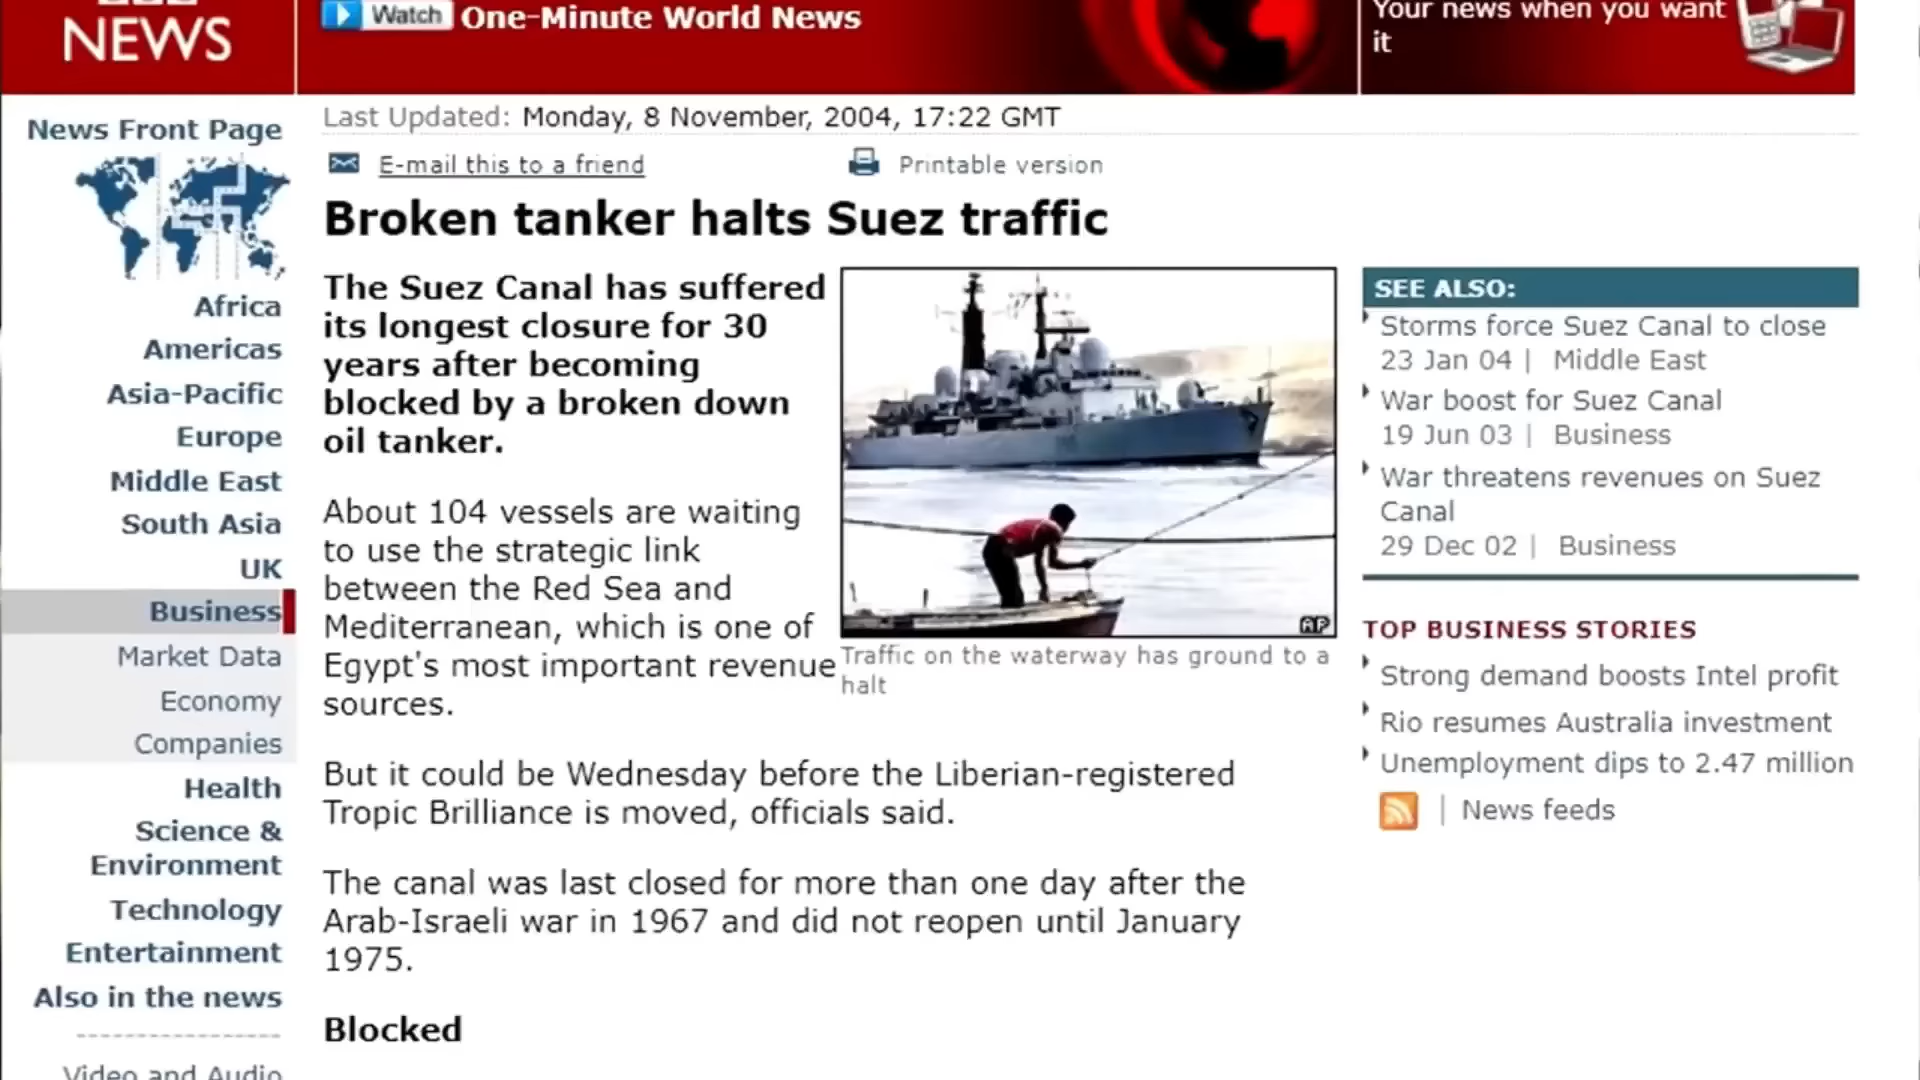 NEWS
Watch One-Minute World News
Your news when you want
it
Last Updated: Monday, 8 November, 2004, 17:22 GMT
E-mail this to a friend
Printable version
News Front Page
Africa
Americas
Asia-Pacific
Europe
Middle East
South Asia
UK
Business
Market Data
Economy
Companies
Health
Science &
Environment
Technology
Entertainment
Also in the news
Video and Audio
Broken tanker halts Suez traffic
The Suez Canal has suffered
its longest closure for 30
years after becoming
blocked by a broken down
oil tanker.
About 104 vessels are waiting
to use the strategic link
between the Red Sea and
Mediterranean, which is one of
Egypt's most important revenue
sources.
AP
Traffic on the waterway has ground to a
halt
But it could be Wednesday before the Liberian-registered
Tropic Brilliance is moved, officials said.
The canal was last closed for more than one day after the
Arab-Israeli war in 1967 and did not reopen until January
1975.
Blocked
SEE ALSO:
Storms force Suez Canal to close
23 Jan 04 | Middle East
War boost for Suez Canal
19 Jun 03 | Business
War threatens revenues on Suez
Canal
29 Dec 02 | Business
TOP BUSINESS STORIES
Strong demand boosts Intel profit
Rio resumes Australia investment
Unemployment dips to 2.47 million
| News feeds